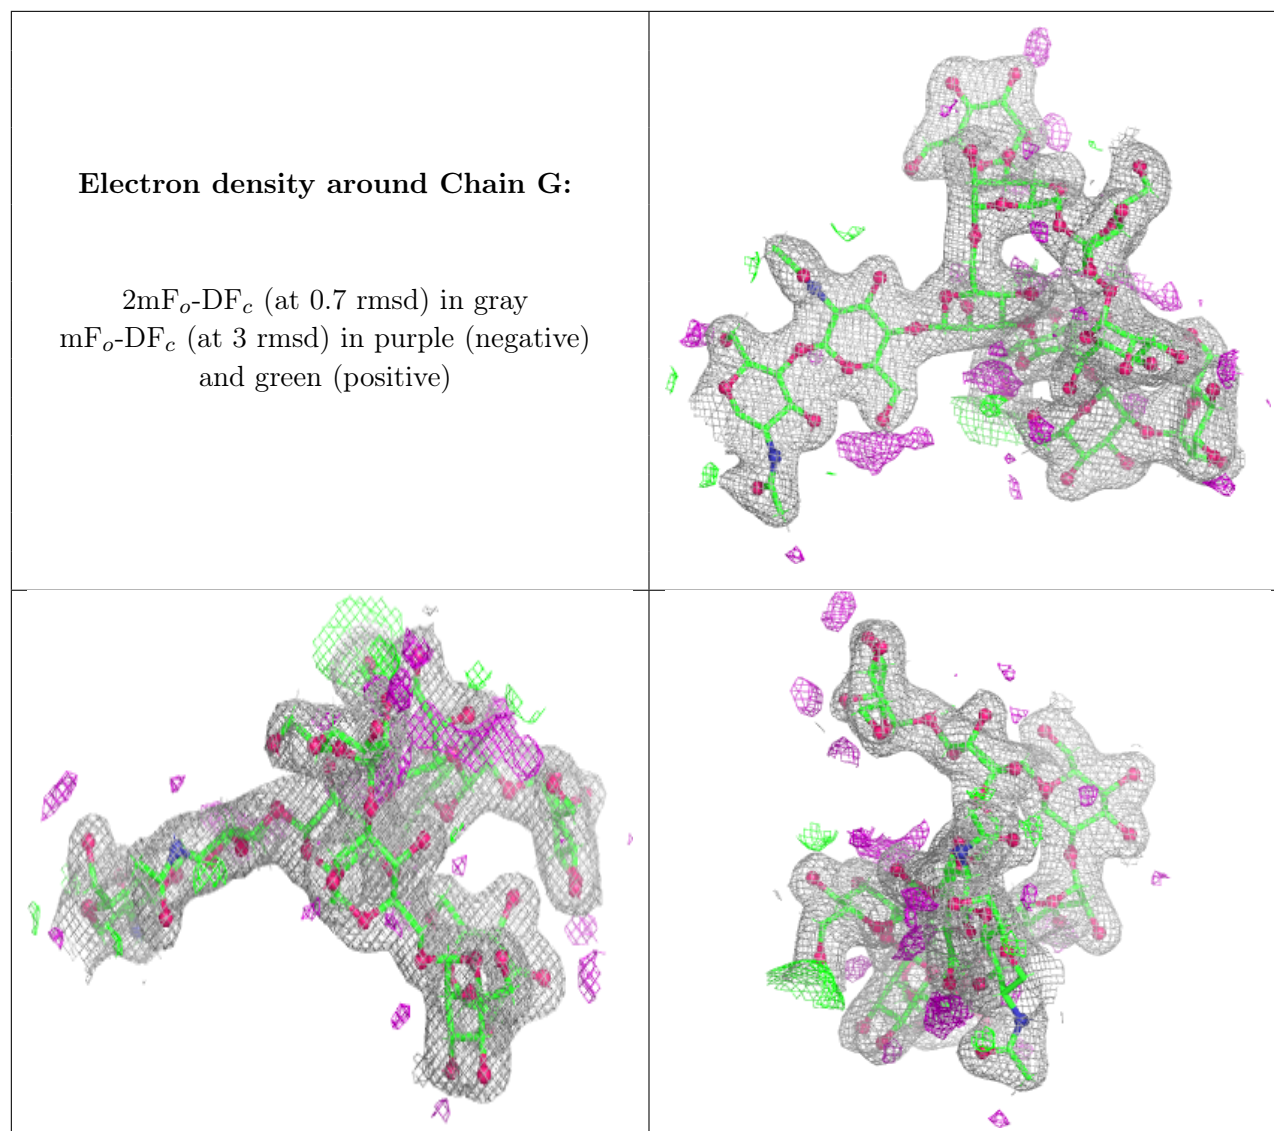 Electron density around Chain G:
2mFₒ-DF𝒸 (at 0.7 rmsd) in gray
mFₒ-DF𝒸 (at 3 rmsd) in purple (negative)
and green (positive)